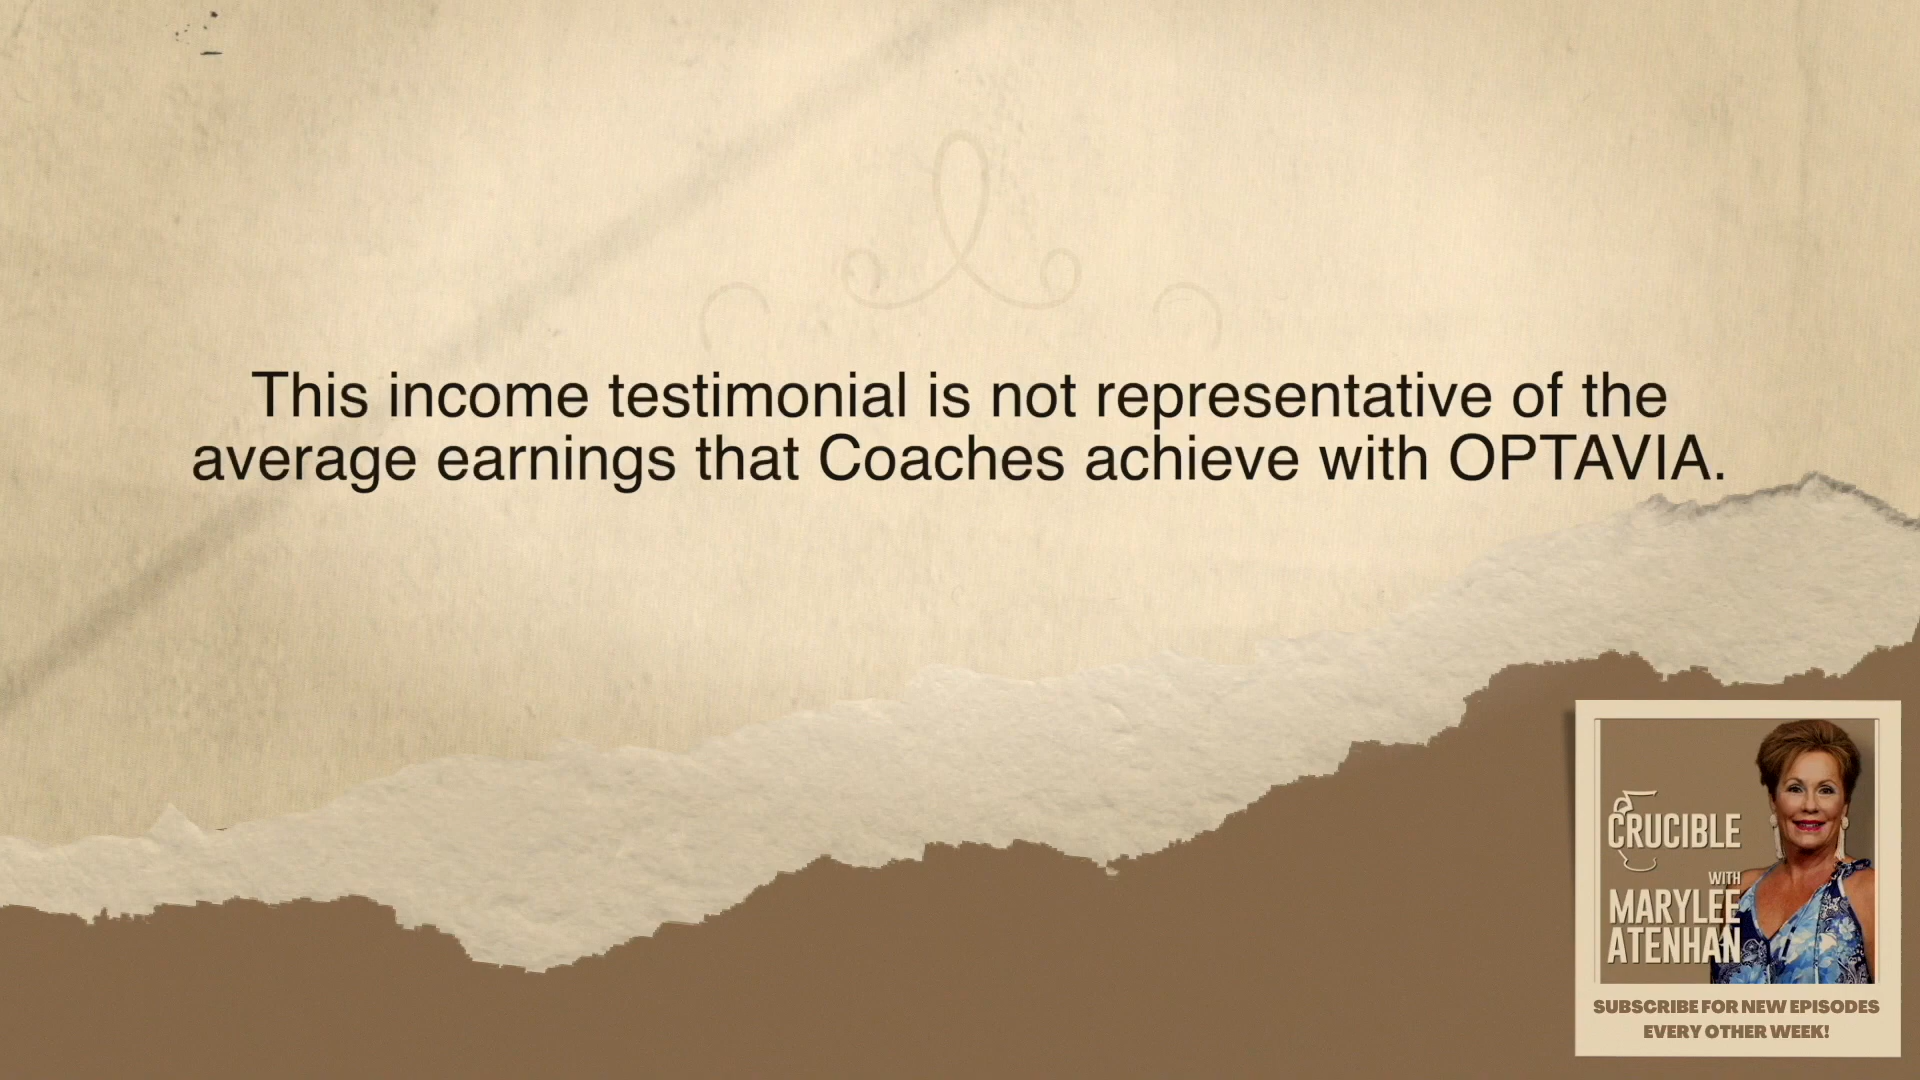 This income testimonial is not representative of the
average earnings that Coaches achieve with OPTAVIA.
CRUCIBLE
WITH
MARYLEE
ATENHAN
SUBSCRIBE FOR NEW EPISODES
EVERY OTHER WEEK!